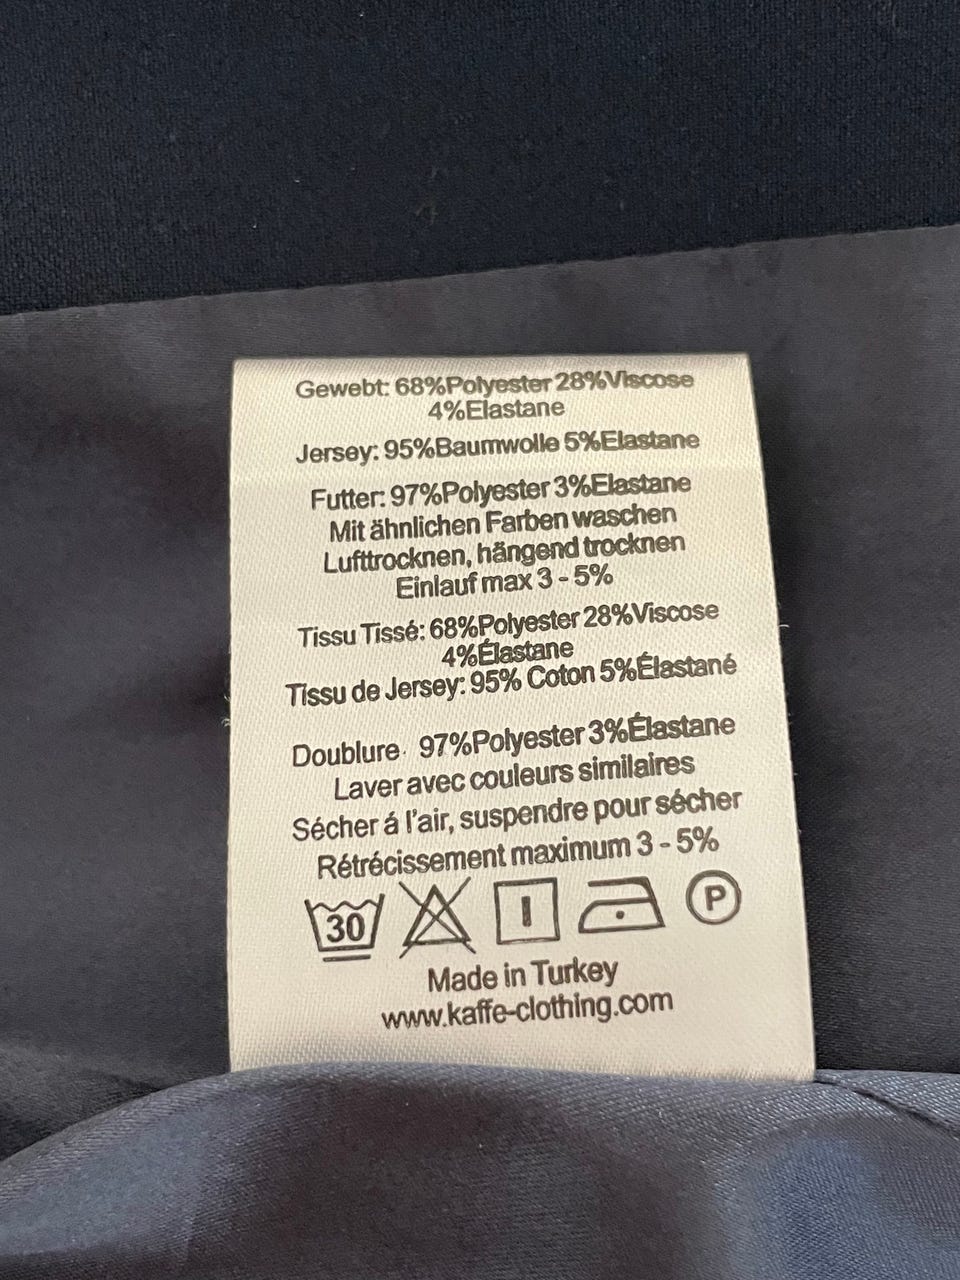 Gewebt: 68%Polyester 28%Viscose
4%Elastane
Jersey: 95%Baumwolle 5%Elastane
Futter: 97%Polyester 3%Elastane
Mit ähnlichen Farben waschen
Lufttrocknen, hängend trocknen
Einlauf max 3 - 5%
Tissu Tissé: 68%Polyester 28%Viscose
4%Élastane
Tissu de Jersey: 95% Coton 5%Élastané
Doublure· 97%Polyester 3%Élastane
Laver avec couleurs similaires
Sécher á l'air, suspendre pour sécher
Rétrécissement maximum 3 - 5%
30 P
Made in Turkey
www.kaffe-clothing.com